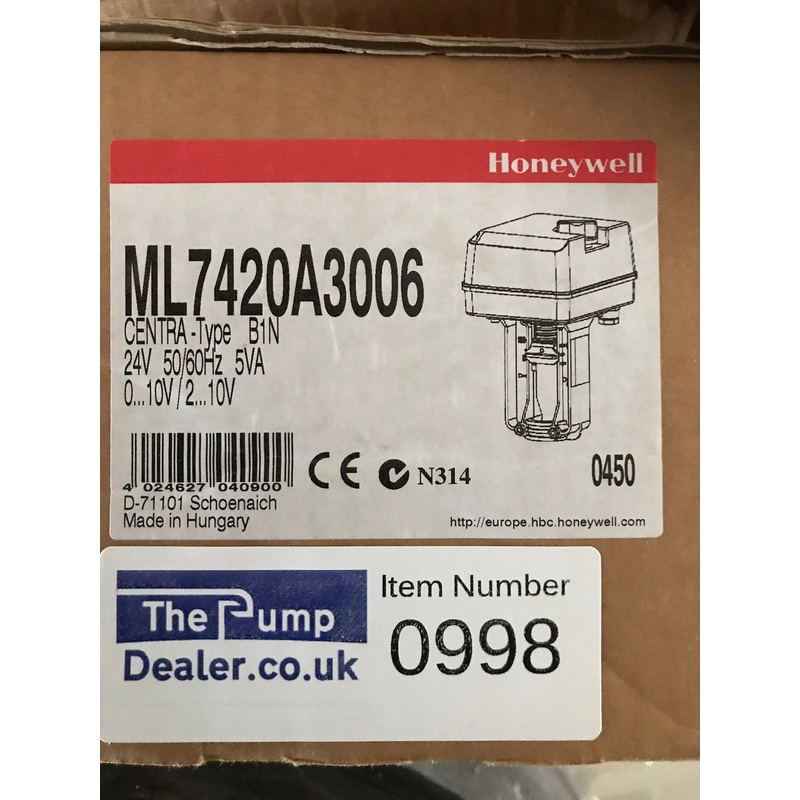 Honeywell
ML7420A3006
CENTRA-Type B1N
24V 50/60Hz 5VA
0...10V/2...10V
4 024627 040900
CE
N314
0450
D-71101 Schoenaich
Made in Hungary
http://europe.hbc.honeywell.com
The Pump
Dealer.co.uk
Item Number
0998